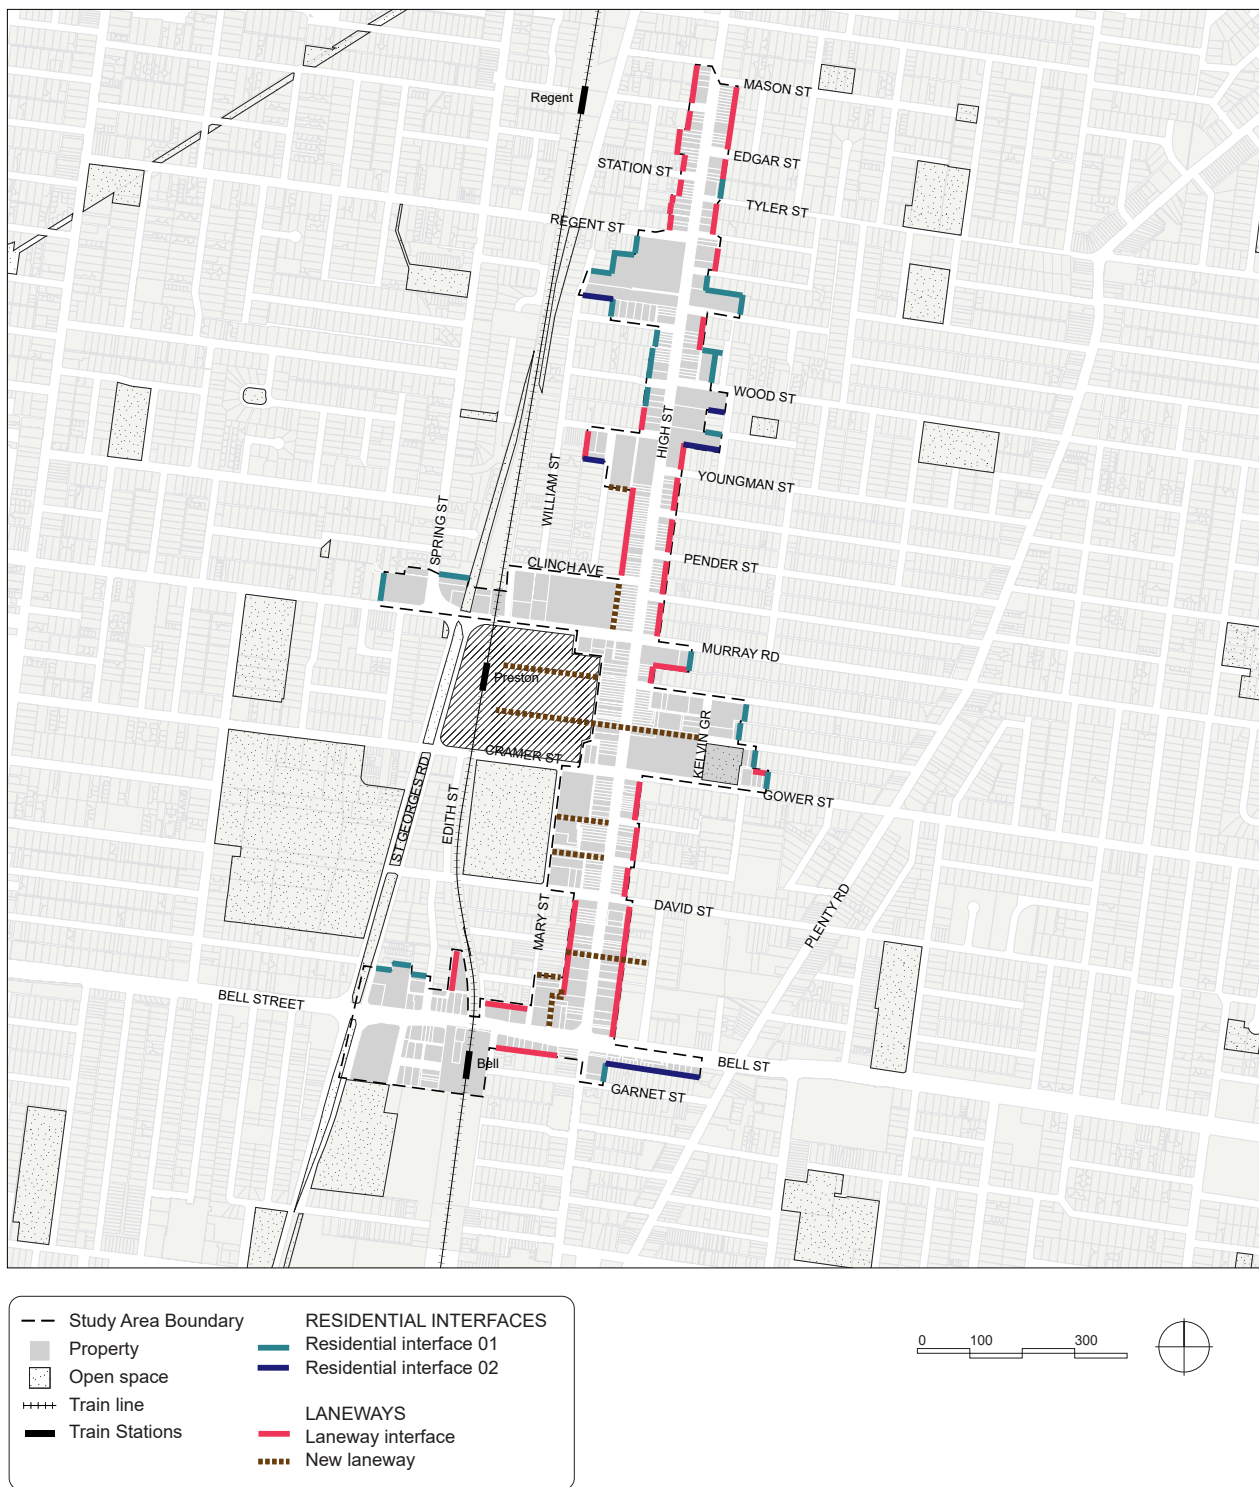 MASON ST
Regent
EDGAR ST
STATION ST
TYLER ST
REGENT ST
WOOD ST
HIGH ST
WILLIAM ST
YOUNGMAN ST
SPRING ST
CLINCH AVE
PENDER ST
MURRAY RD
Preston
KELVIN GR
CRAMER ST
ST GEORGES RD
EDITH ST
GOWER ST
MARY ST
DAVID ST
PLENTY RD
BELL STREET
Bell
BELL ST
GARNET ST
Study Area Boundary
Property
Open space
Train line
Train Stations
RESIDENTIAL INTERFACES
Residential interface 01
Residential interface 02
LANEWAYS
Laneway interface
New laneway
0 100 300